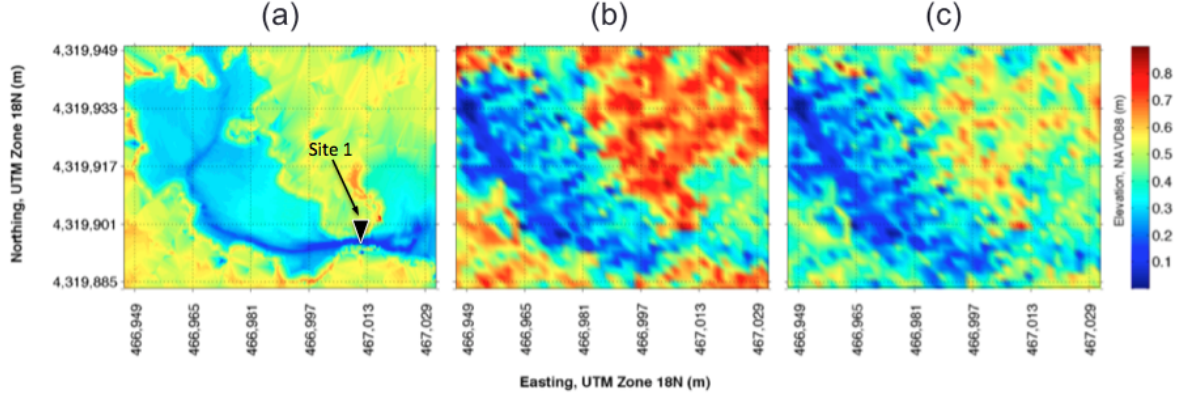 (a) (b) (c)
Northing, UTM Zone 18N (m)
4,319,949
4,319,933
4,319,917
4,319,901
4,319,885
Site 1
466,949 466,965 466,981 466,997 467,013 467,029
466,949 466,965 466,981 466,997 467,013 467,029
466,949 466,965 466,981 466,997 467,013 467,029
Easting, UTM Zone 18N (m)
Elevation, NAVD88 (m)
0.8
0.7
0.6
0.5
0.4
0.3
0.2
0.1